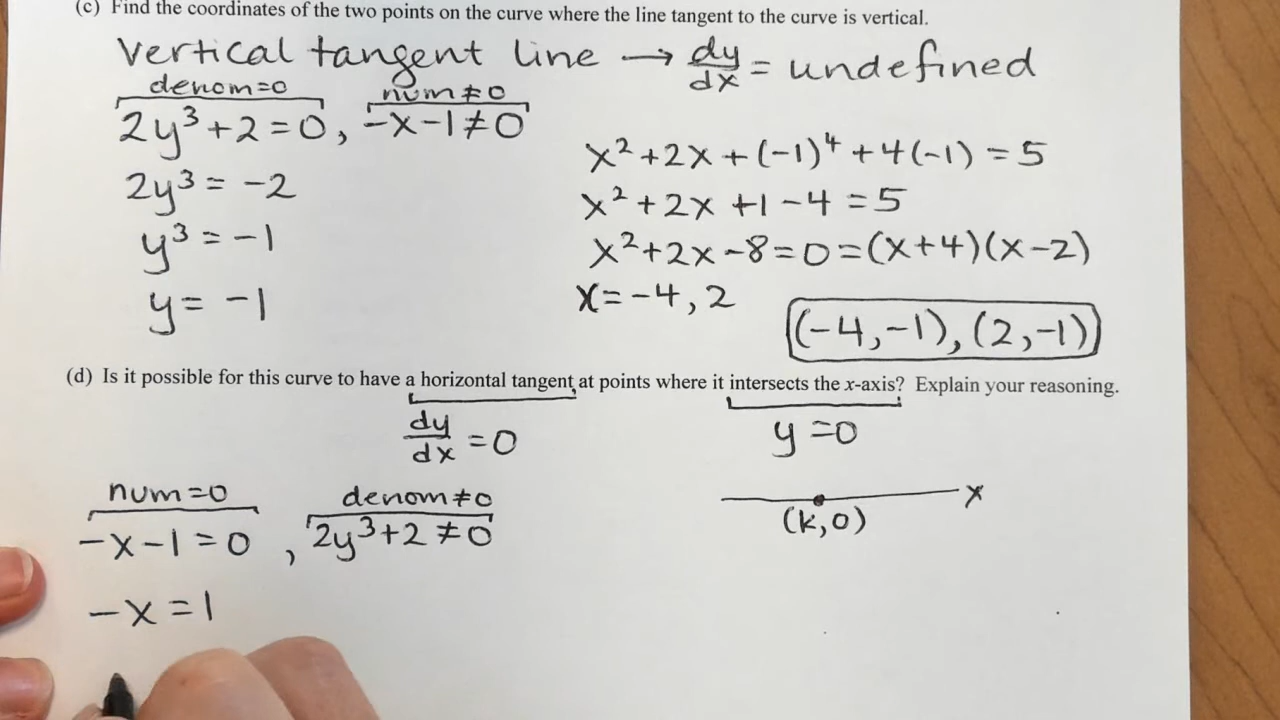 (c) Find the coordinates of the two points on the curve where the line tangent to the curve is vertical.
Vertical tangent line → dy/dx = undefined
denom=0 num≠0
2y³+2=0, -x-1≠0
2y³=-2
y³=-1
y=-1
x²+2x+(-1)⁴+4(-1)=5
x²+2x+1-4=5
x²+2x-8=0=(x+4)(x-2)
x=-4,2
(-4,-1),(2,-1)
(d) Is it possible for this curve to have a horizontal tangent at points where it intersects the x-axis? Explain your reasoning.
dy/dx =0
y=0
num=0 denom≠0
-x-1=0 , 2y³+2≠0
-x=1
x
(k,0)